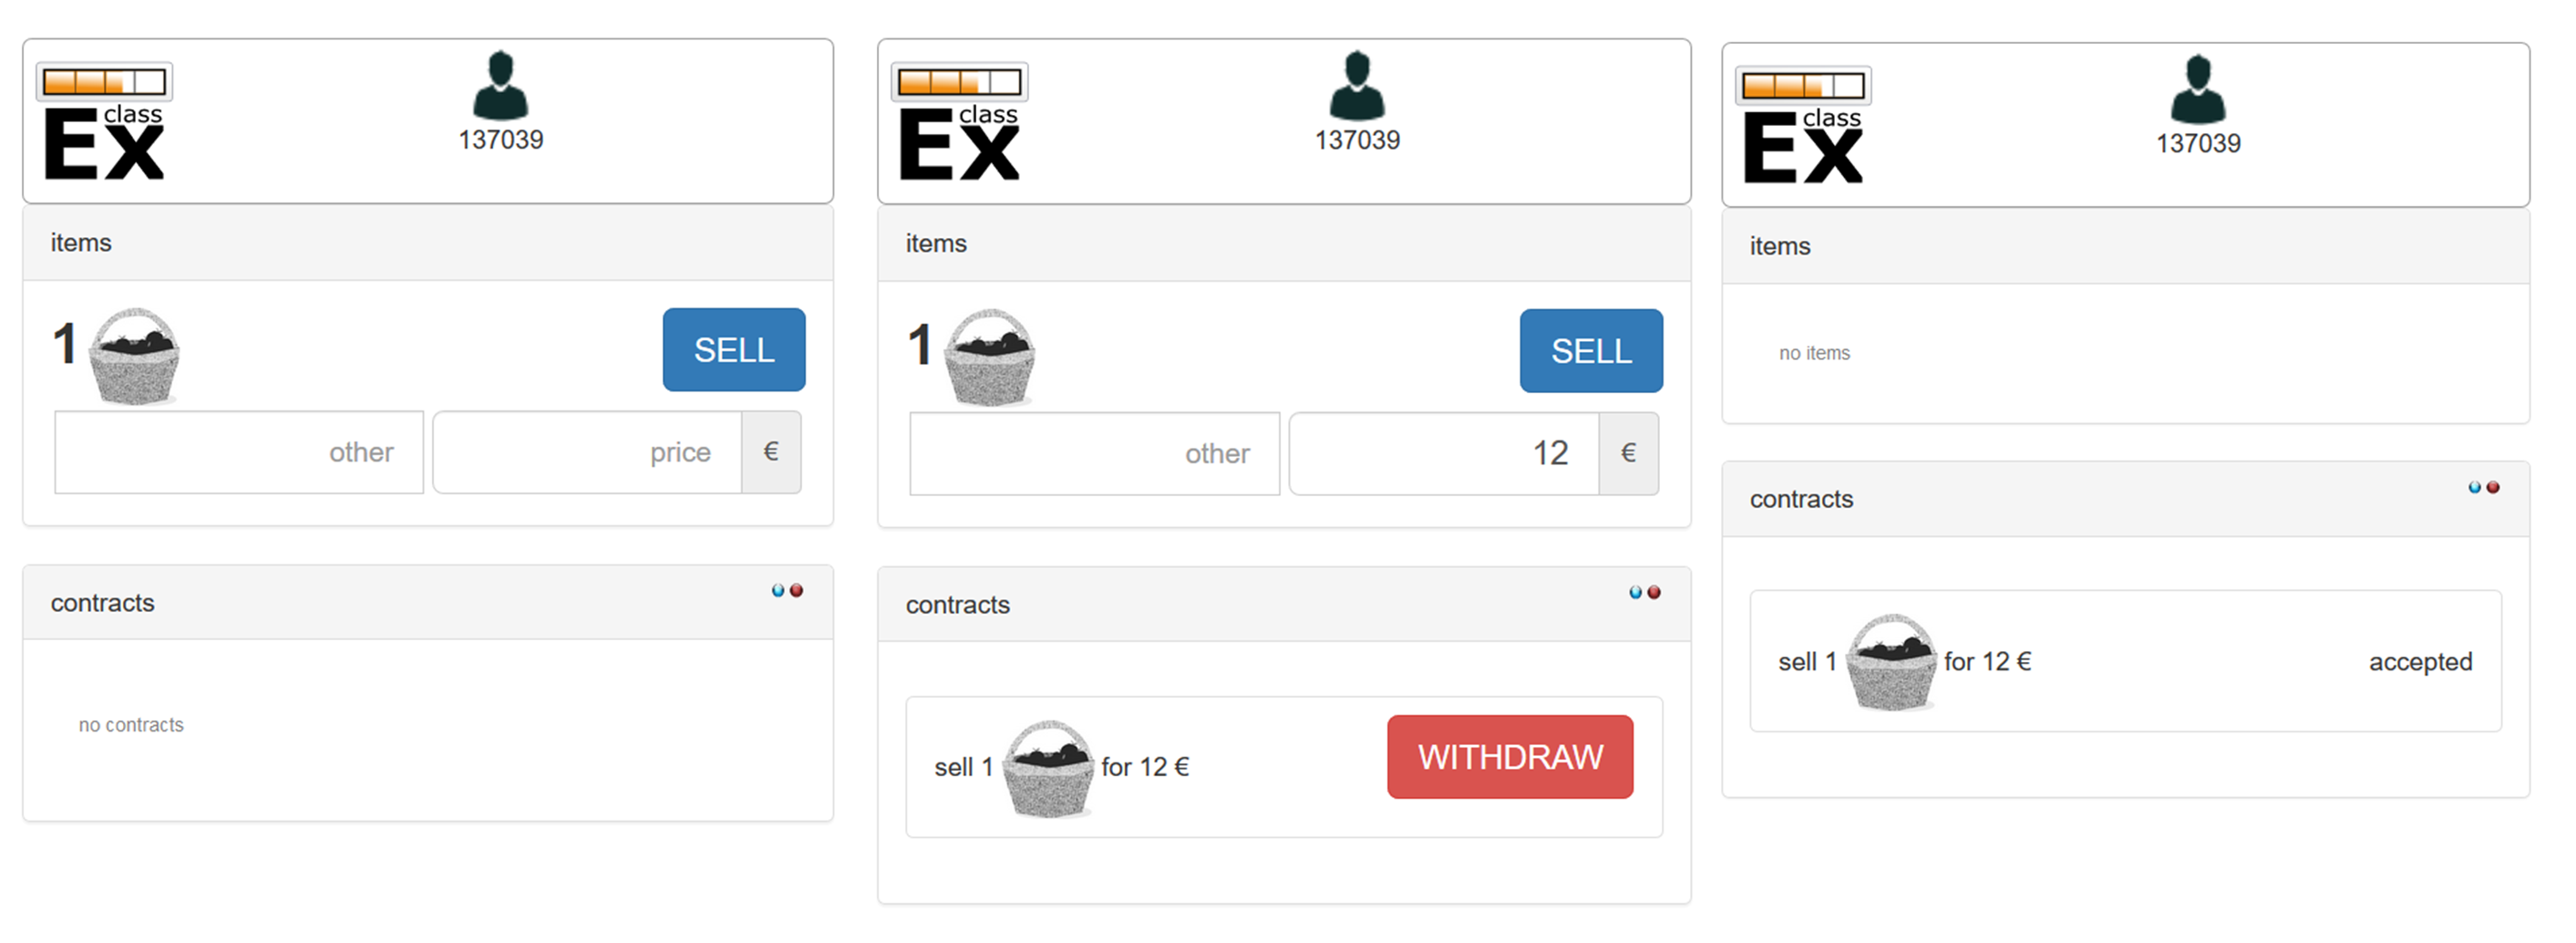 class
Ex
137039
items
1 SELL
other price €
contracts
no contracts
class
Ex
137039
items
1 SELL
other 12 €
contracts
sell 1 for 12 € WITHDRAW
class
Ex
137039
items
no items
contracts
sell 1 for 12 € accepted